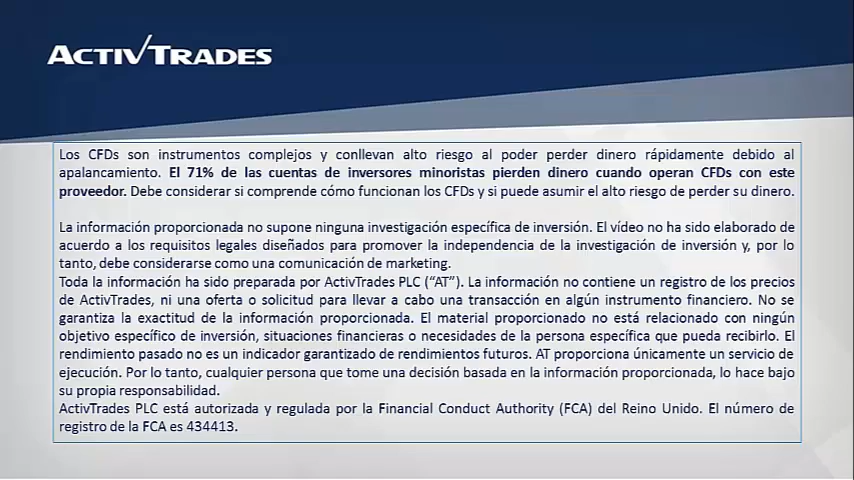 ACTIVTRADES
Los CFDs son instrumentos complejos y conllevan alto riesgo al poder perder dinero rápidamente debido al
apalancamiento. El 71% de las cuentas de inversores minoristas pierden dinero cuando operan CFDs con este
proveedor. Debe considerar si comprende cómo funcionan los CFDs y si puede asumir el alto riesgo de perder su dinero.
La información proporcionada no supone ninguna investigación específica de inversión. El vídeo no ha sido elaborado de
acuerdo a los requisitos legales diseñados para promover la independencia de la investigación de inversión y, por lo
tanto, debe considerarse como una comunicación de marketing.
Toda la información ha sido preparada por ActivTrades PLC (“AT”). La información no contiene un registro de los precios
de ActivTrades, ni una oferta o solicitud para llevar a cabo una transacción en algún instrumento financiero. No se
garantiza la exactitud de la información proporcionada. El material proporcionado no está relacionado con ningún
objetivo específico de inversión, situaciones financieras o necesidades de la persona específica que pueda recibirlo. El
rendimiento pasado no es un indicador garantizado de rendimientos futuros. AT proporciona únicamente un servicio de
ejecución. Por lo tanto, cualquier persona que tome una decisión basada en la información proporcionada, lo hace bajo
su propia responsabilidad.
ActivTrades PLC está autorizada y regulada por la Financial Conduct Authority (FCA) del Reino Unido. El número de
registro de la FCA es 434413.